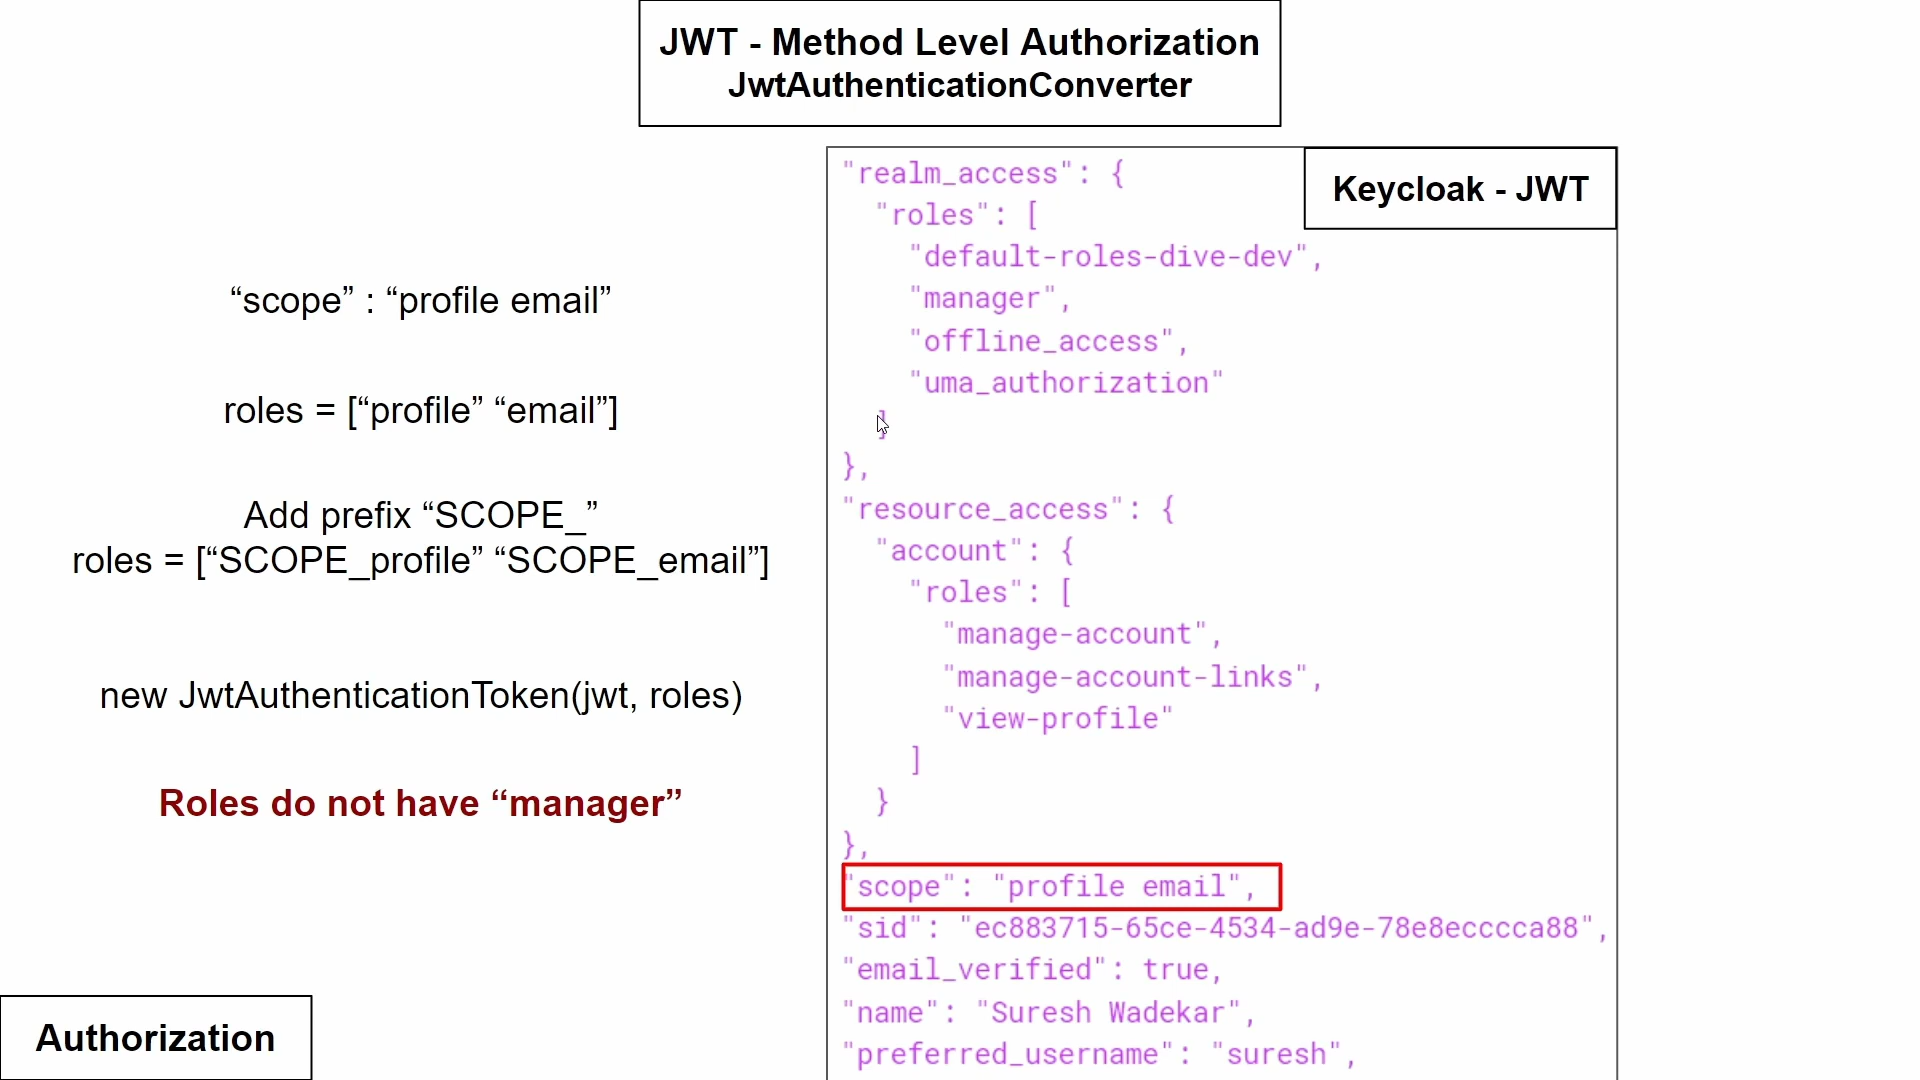 JWT - Method Level Authorization
JwtAuthenticationConverter
“scope” : “profile email”
roles = [“profile” “email”]
Add prefix “SCOPE_”
roles = [“SCOPE_profile” “SCOPE_email”]
new JwtAuthenticationToken(jwt, roles)
Roles do not have “manager”
Authorization
Keycloak - JWT
"realm_access": {
"roles": [
"default-roles-dive-dev",
"manager",
"offline_access",
"uma_authorization"
]
},
"resource_access": {
"account": {
"roles": [
"manage-account",
"manage-account-links",
"view-profile"
]
}
},
"scope": "profile email",
"sid": "ec883715-65ce-4534-ad9e-78e8ecccca88",
"email_verified": true,
"name": "Suresh Wadekar",
"preferred_username": "suresh",